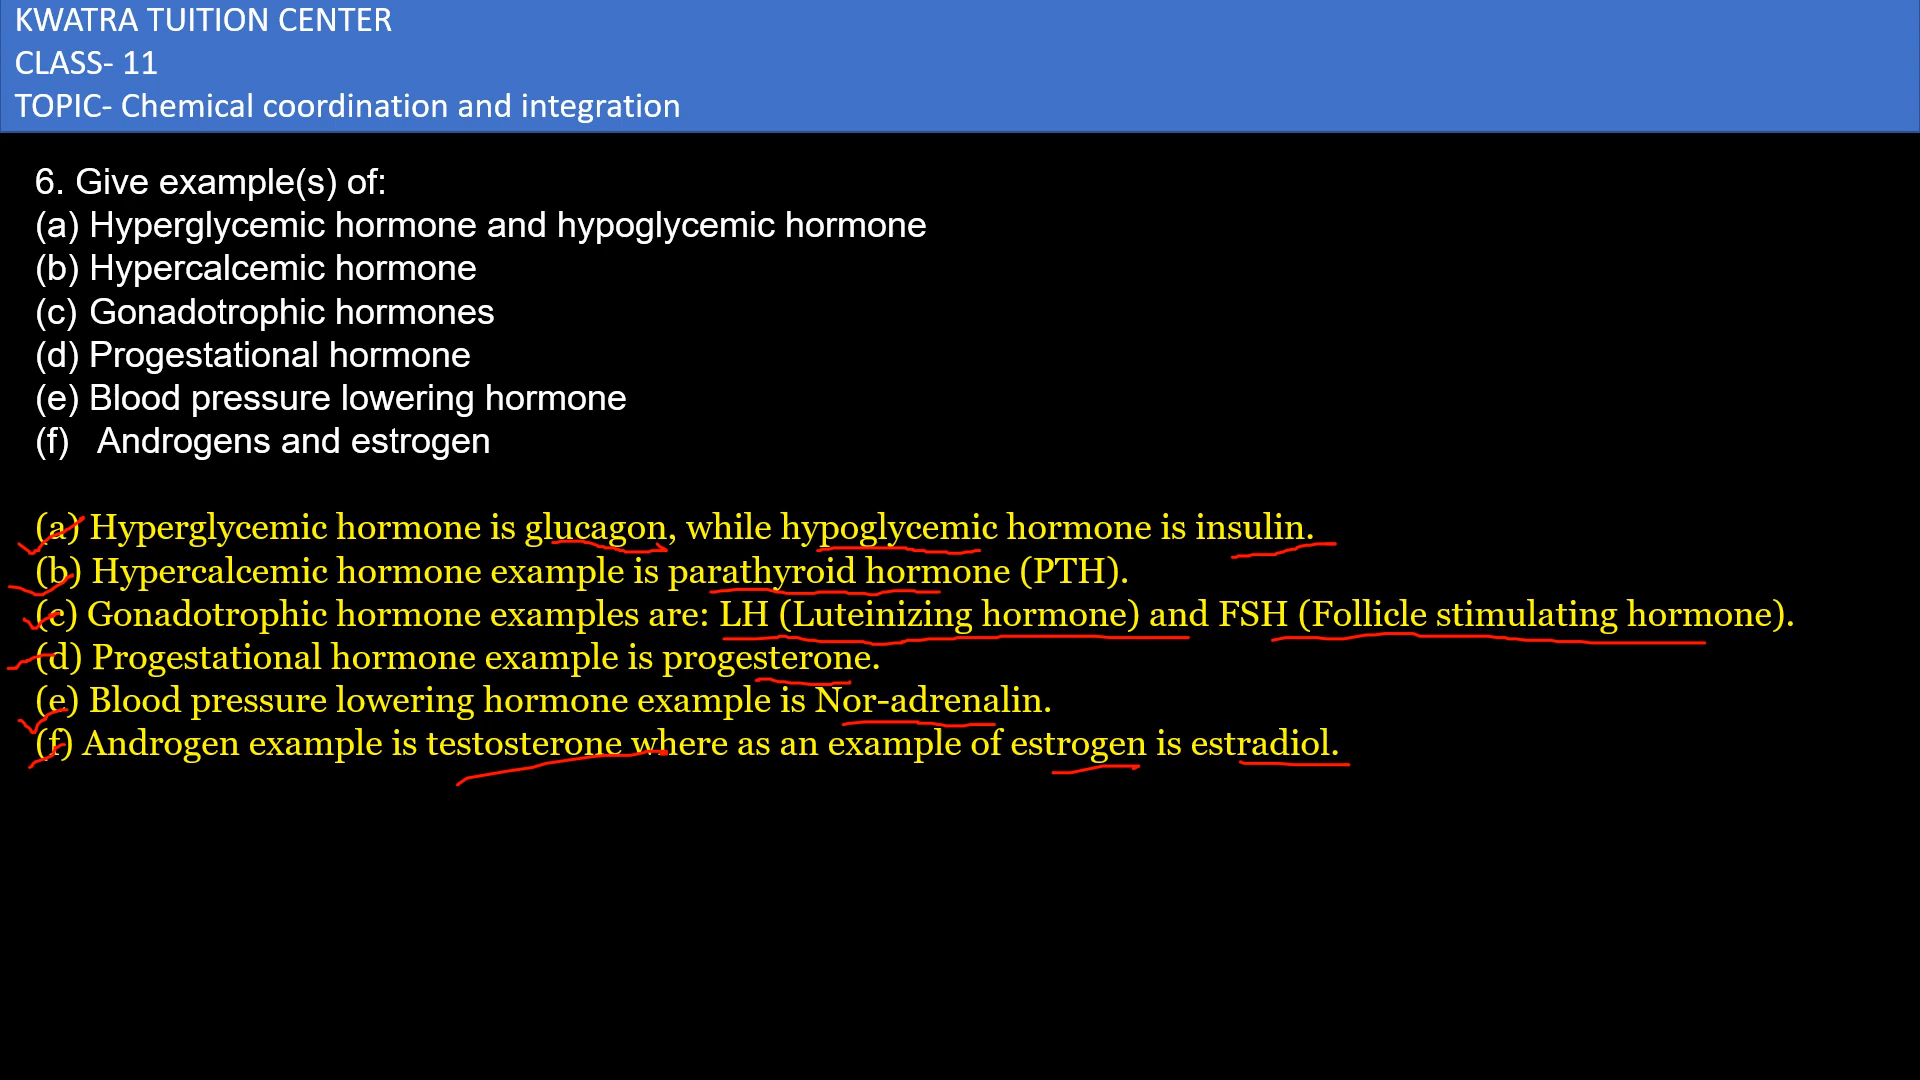 KWATRA TUITION CENTER
CLASS- 11
TOPIC- Chemical coordination and integration
6. Give example(s) of:
(a) Hyperglycemic hormone and hypoglycemic hormone
(b) Hypercalcemic hormone
(c) Gonadotrophic hormones
(d) Progestational hormone
(e) Blood pressure lowering hormone
(f) Androgens and estrogen
(a) Hyperglycemic hormone is glucagon, while hypoglycemic hormone is insulin.
(b) Hypercalcemic hormone example is parathyroid hormone (PTH).
(c) Gonadotrophic hormone examples are: LH (Luteinizing hormone) and FSH (Follicle stimulating hormone).
(d) Progestational hormone example is progesterone.
(e) Blood pressure lowering hormone example is Nor-adrenalin.
(f) Androgen example is testosterone where as an example of estrogen is estradiol.